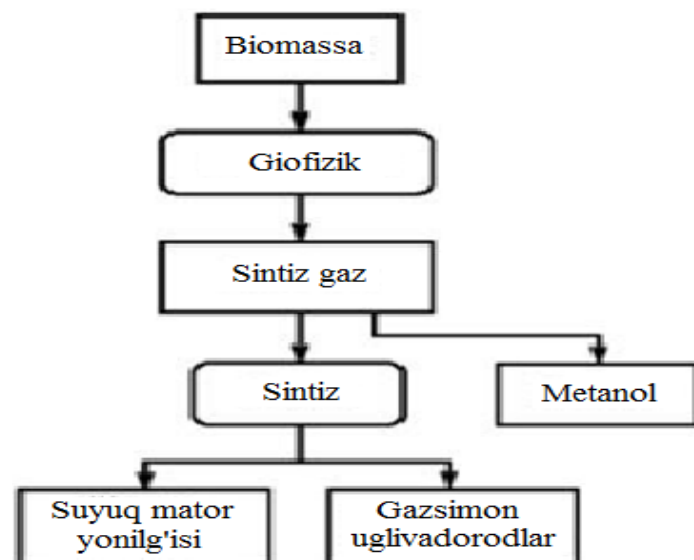 Biomassa
Giofizik
Sintiz gaz
Sintiz
Metanol
Suyuq mator
yonilg'isi
Gazsimon
uglivadorodlar